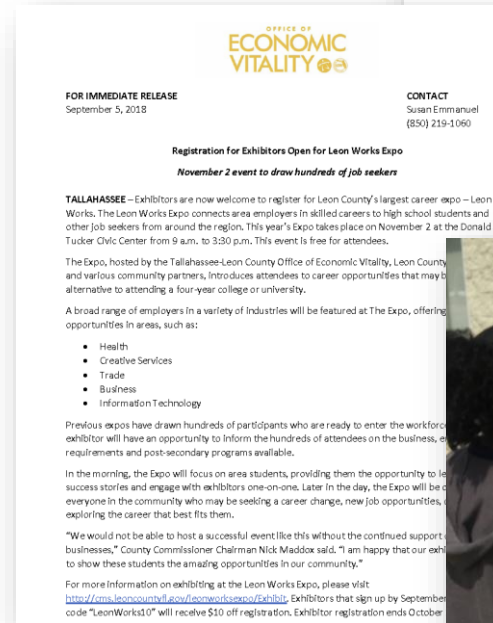 OFFICE OF
ECONOMIC
VITALITY
FOR IMMEDIATE RELEASE
CONTACT
September 5, 2018
Susan Emmanuel
(850) 219-1060
Registration for Exhibitors Open for Leon Works Expo
November 2 event to draw hundreds of job seekers
TALLAHASSEE – Exhibitors are now welcome to register for Leon County's largest career expo – Leon
Works. The Leon Works Expo connects area employers in skilled careers to high school students and
other job seekers from around the region. This year's Expo takes place on November 2 at the Donald
Tucker Civic Center from 9 a.m. to 3:30 p.m. This event is free for attendees.
The Expo, hosted by the Tallahassee-Leon County Office of Economic Vitality, Leon County
and various community partners, introduces attendees to career opportunities that may
alternative to attending a four-year college or university.
A broad range of employers in a variety of industries will be featured at The Expo, offering
opportunities in areas, such as:
• Health
• Creative Services
• Trade
• Business
• Information Technology
Previous expos have drawn hundreds of participants who are ready to enter the
exhibitor will have an opportunity to inform the hundreds of attendees on the business,
requirements and post-secondary programs available.
In the morning, the Expo will focus on area students, providing them the opportunity to
success stories and engage with exhibitors one-on-one. Later in the day, the Expo will be
everyone in the community who may be seeking a career change, new job opportunities,
exploring the career that best fits them.
"We would not be able to host a successful event like this without the continued support
businesses," County Commissioner Chairman Nick Maddox said. "I am happy that our
to show these students the amazing opportunities in our community."
For more information on exhibiting at the Leon Works Expo, please visit
http://cms.leoncountyfl.gov/leonworksexpo/Exhibit. Exhibitors that sign up by September
code "LeonWorks10" will receive $10 off registration. Exhibitor registration ends October